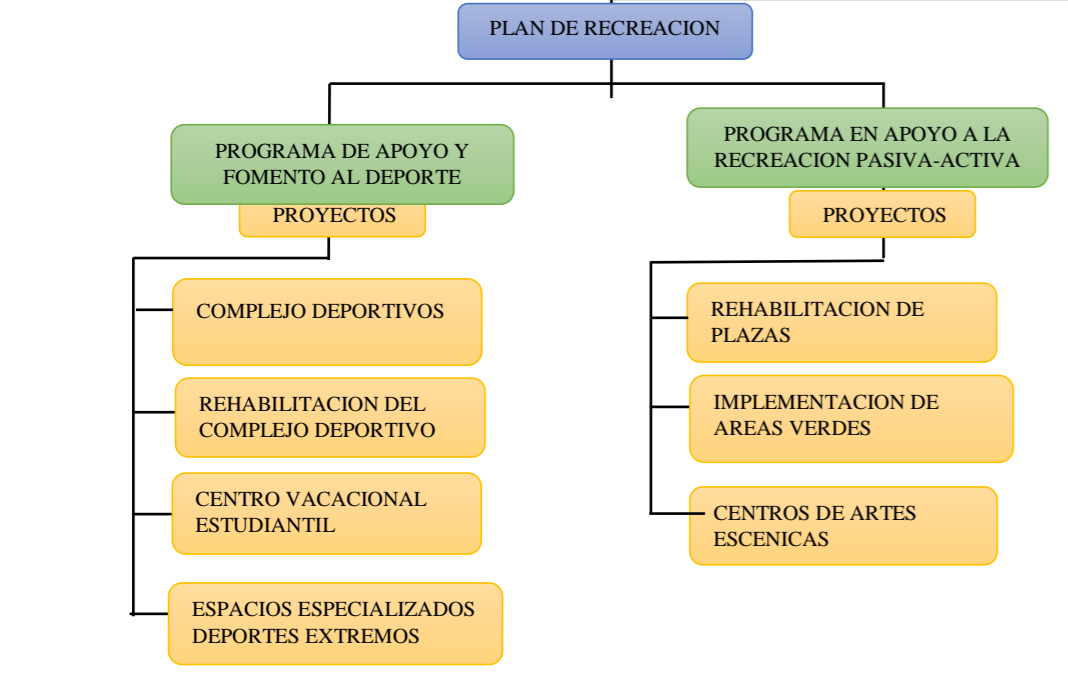 PLAN DE RECREACION
PROGRAMA DE APOYO Y
FOMENTO AL DEPORTE
PROYECTOS
COMPLEJO DEPORTIVOS
REHABILITACION DEL
COMPLEJO DEPORTIVO
CENTRO VACACIONAL
ESTUDIANTIL
ESPACIOS ESPECIALIZADOS
DEPORTES EXTREMOS
PROGRAMA EN APOYO A LA
RECREACION PASIVA-ACTIVA
PROYECTOS
REHABILITACION DE
PLAZAS
IMPLEMENTACION DE
AREAS VERDES
CENTROS DE ARTES
ESCENICAS